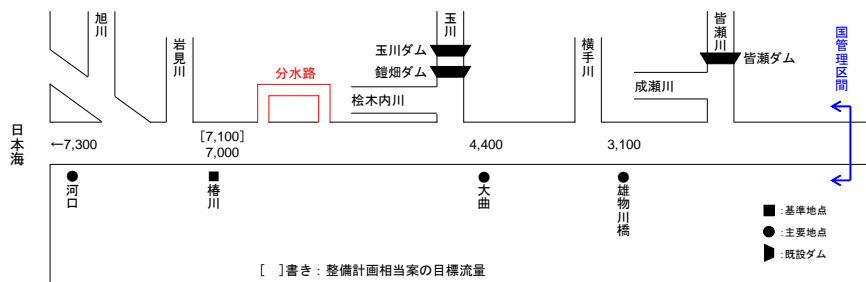 旭川
岩見川
分水路
玉川
玉川ダム
鎧畑ダム
桧木内川
横手川
皆瀬川
皆瀬ダム
成瀬川
国管理区間
日本海
←7,300
[7,100]
7,000
4,400
3,100
河口
椿川
大曲
雄物川橋
■:基準地点
●:主要地点
:既設ダム
[ ]書き：整備計画相当案の目標流量